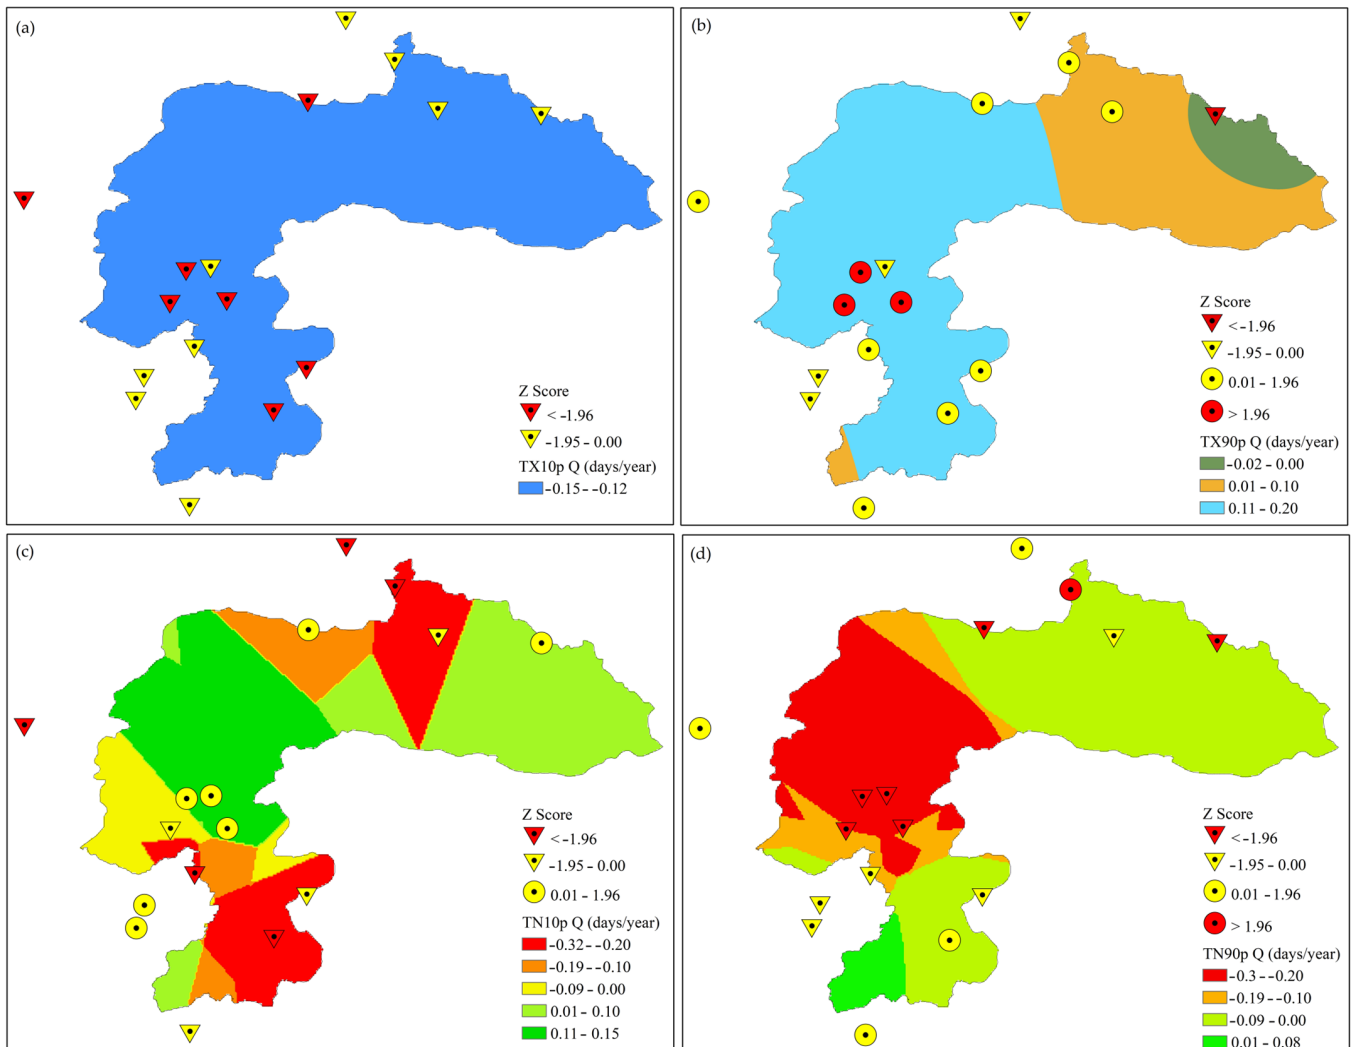 (a)
Z Score
< -1.96
-1.95 - 0.00
TX10p Q (days/year)
-0.15 - -0.12
(b)
Z Score
< -1.96
-1.95 - 0.00
0.01 - 1.96
> 1.96
TX90p Q (days/year)
-0.02 - 0.00
0.01 - 0.10
0.11 - 0.20
(c)
Z Score
< -1.96
-1.95 - 0.00
0.01 - 1.96
TN10p Q (days/year)
-0.32 - -0.20
-0.19 - -0.10
-0.09 - 0.00
0.01 - 0.10
0.11 - 0.15
(d)
Z Score
< -1.96
-1.95 - 0.00
0.01 - 1.96
> 1.96
TN90p Q (days/year)
-0.3 - -0.20
-0.19 - -0.10
-0.09 - 0.00
0.01 - 0.08